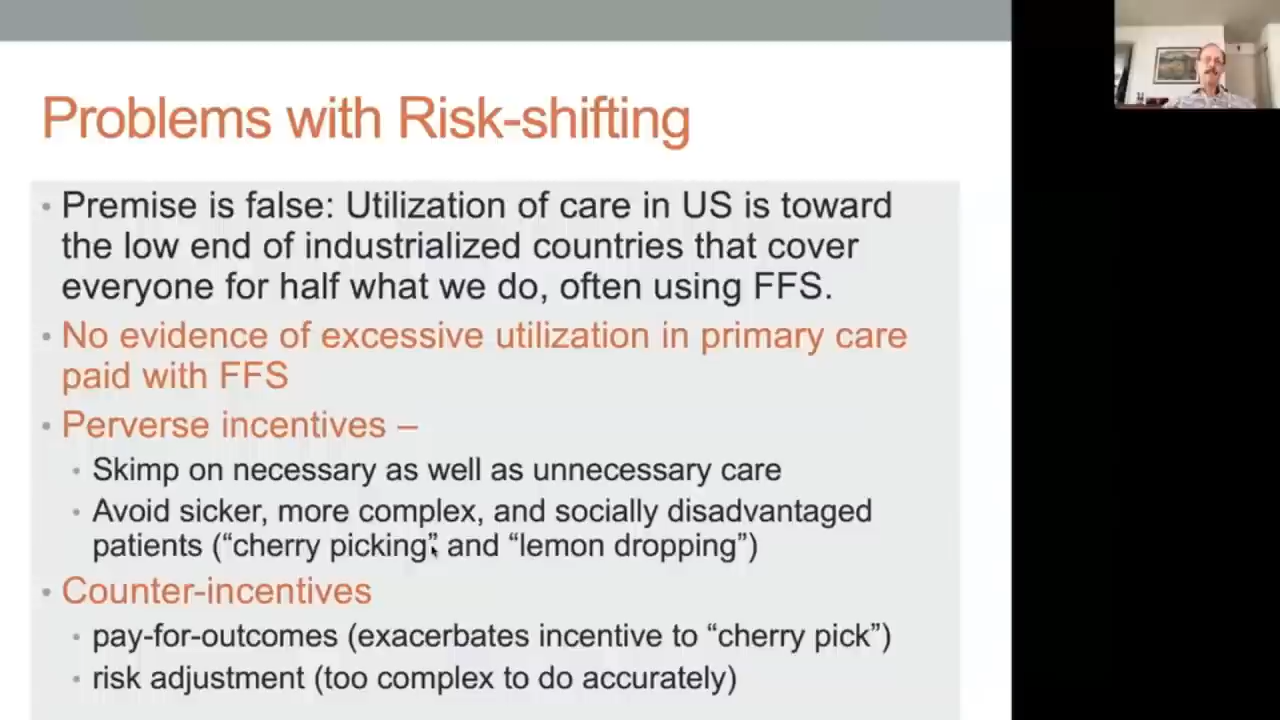 Problems with Risk-shifting
• Premise is false: Utilization of care in US is toward
the low end of industrialized countries that cover
everyone for half what we do, often using FFS.
• No evidence of excessive utilization in primary care
paid with FFS
• Perverse incentives –
• Skimp on necessary as well as unnecessary care
• Avoid sicker, more complex, and socially disadvantaged
patients (“cherry picking” and “lemon dropping”)
• Counter-incentives
• pay-for-outcomes (exacerbates incentive to “cherry pick”)
• risk adjustment (too complex to do accurately)